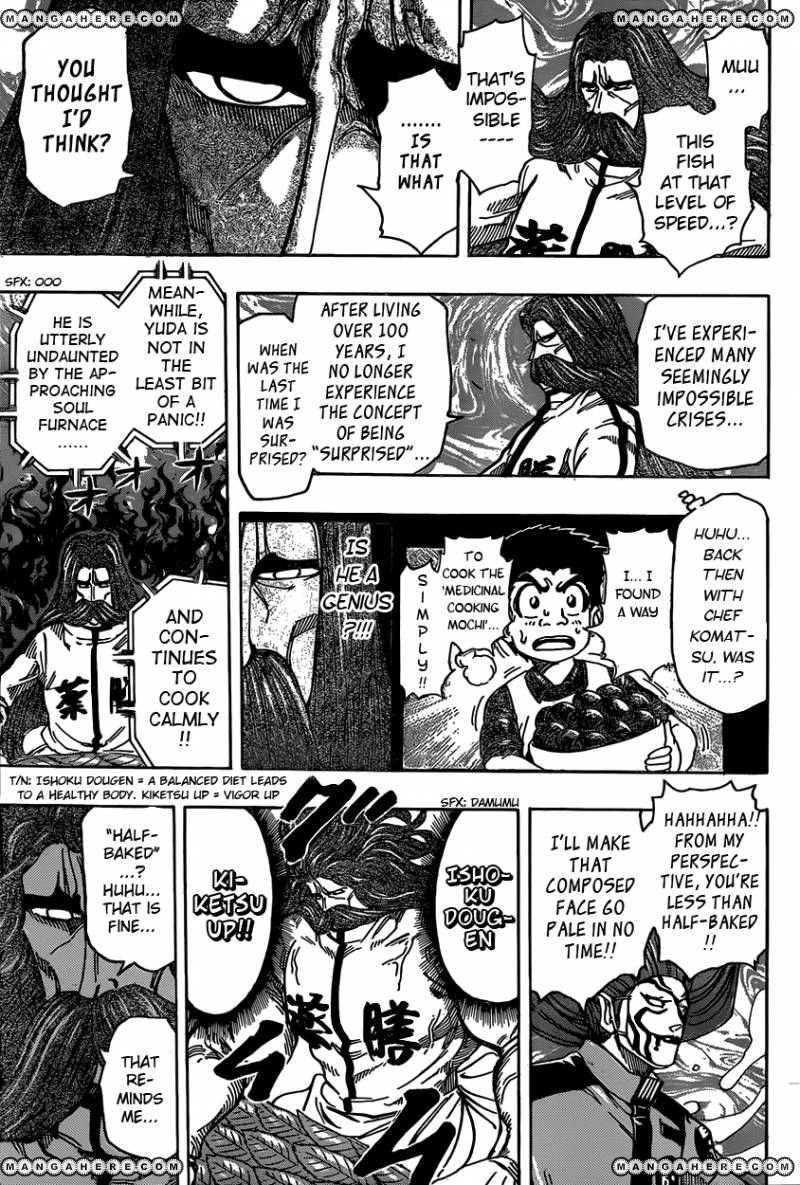 MANGAHERE.COM
MANGAHERE.COM
MUU
...
THIS
FISH
AT THAT
LEVEL OF
SPEED...?
THAT'S
IMPOS-
SIBLE
----
.......
IS
THAT
WHAT
YOU
THOUGHT
I'D
THINK?
I'VE EXPERI-
ENCED MANY
SEEMINGLY
IMPOSSIBLE
CRISES...
AFTER LIVING
OVER 100
YEARS, I
NO LONGER
EXPERIENCE
THE CONCEPT
OF BEING
"SURPRISED"...
WHEN
WAS THE
LAST
TIME I
WAS
SUR-
PRISED?
HUHU...
BACK
THEN
WITH
CHEF
KOMAT-
SU, WAS
IT...?
I... I
FOUND
A WAY
TO
COOK THE
'MEDICINAL
COOKING
MOCHI'...
SIMPLY!!
IS
HE A
GENIUS
?!!!
SFX: OOO
MEAN-
WHILE,
YUDA IS
NOT IN
THE
LEAST BIT
OF A
PANIC!!
HE IS
UTTERLY
UNDAUNTED
BY THE AP-
PROACHING
SOUL
FURNACE
......
オ
オ
オ
薬
膳
AND
CON-
TINUES
TO
COOK
CALMLY
!!
T/N: ISHOKU DOUGEN = A BALANCED DIET LEADS
TO A HEALTHY BODY. KIKETSU UP = VIGOR UP
SFX: DAMUMU
HAHHAHHA!!
FROM MY
PERSPEC-
TIVE, YOU'RE
LESS THAN
HALF-BAKED
!!
I'LL MAKE
THAT
COMPOSED
FACE GO
PALE IN NO
TIME!!
ISHO-
KU
DOUG-
EN
KI-
KETSU
UP!!
薬
膳
"HALF-
BAKED"
...?
HUHU...
THAT IS
FINE...
THAT
RE-
MINDS
ME...
MANGAHERE.COM
MANGAHERE.COM